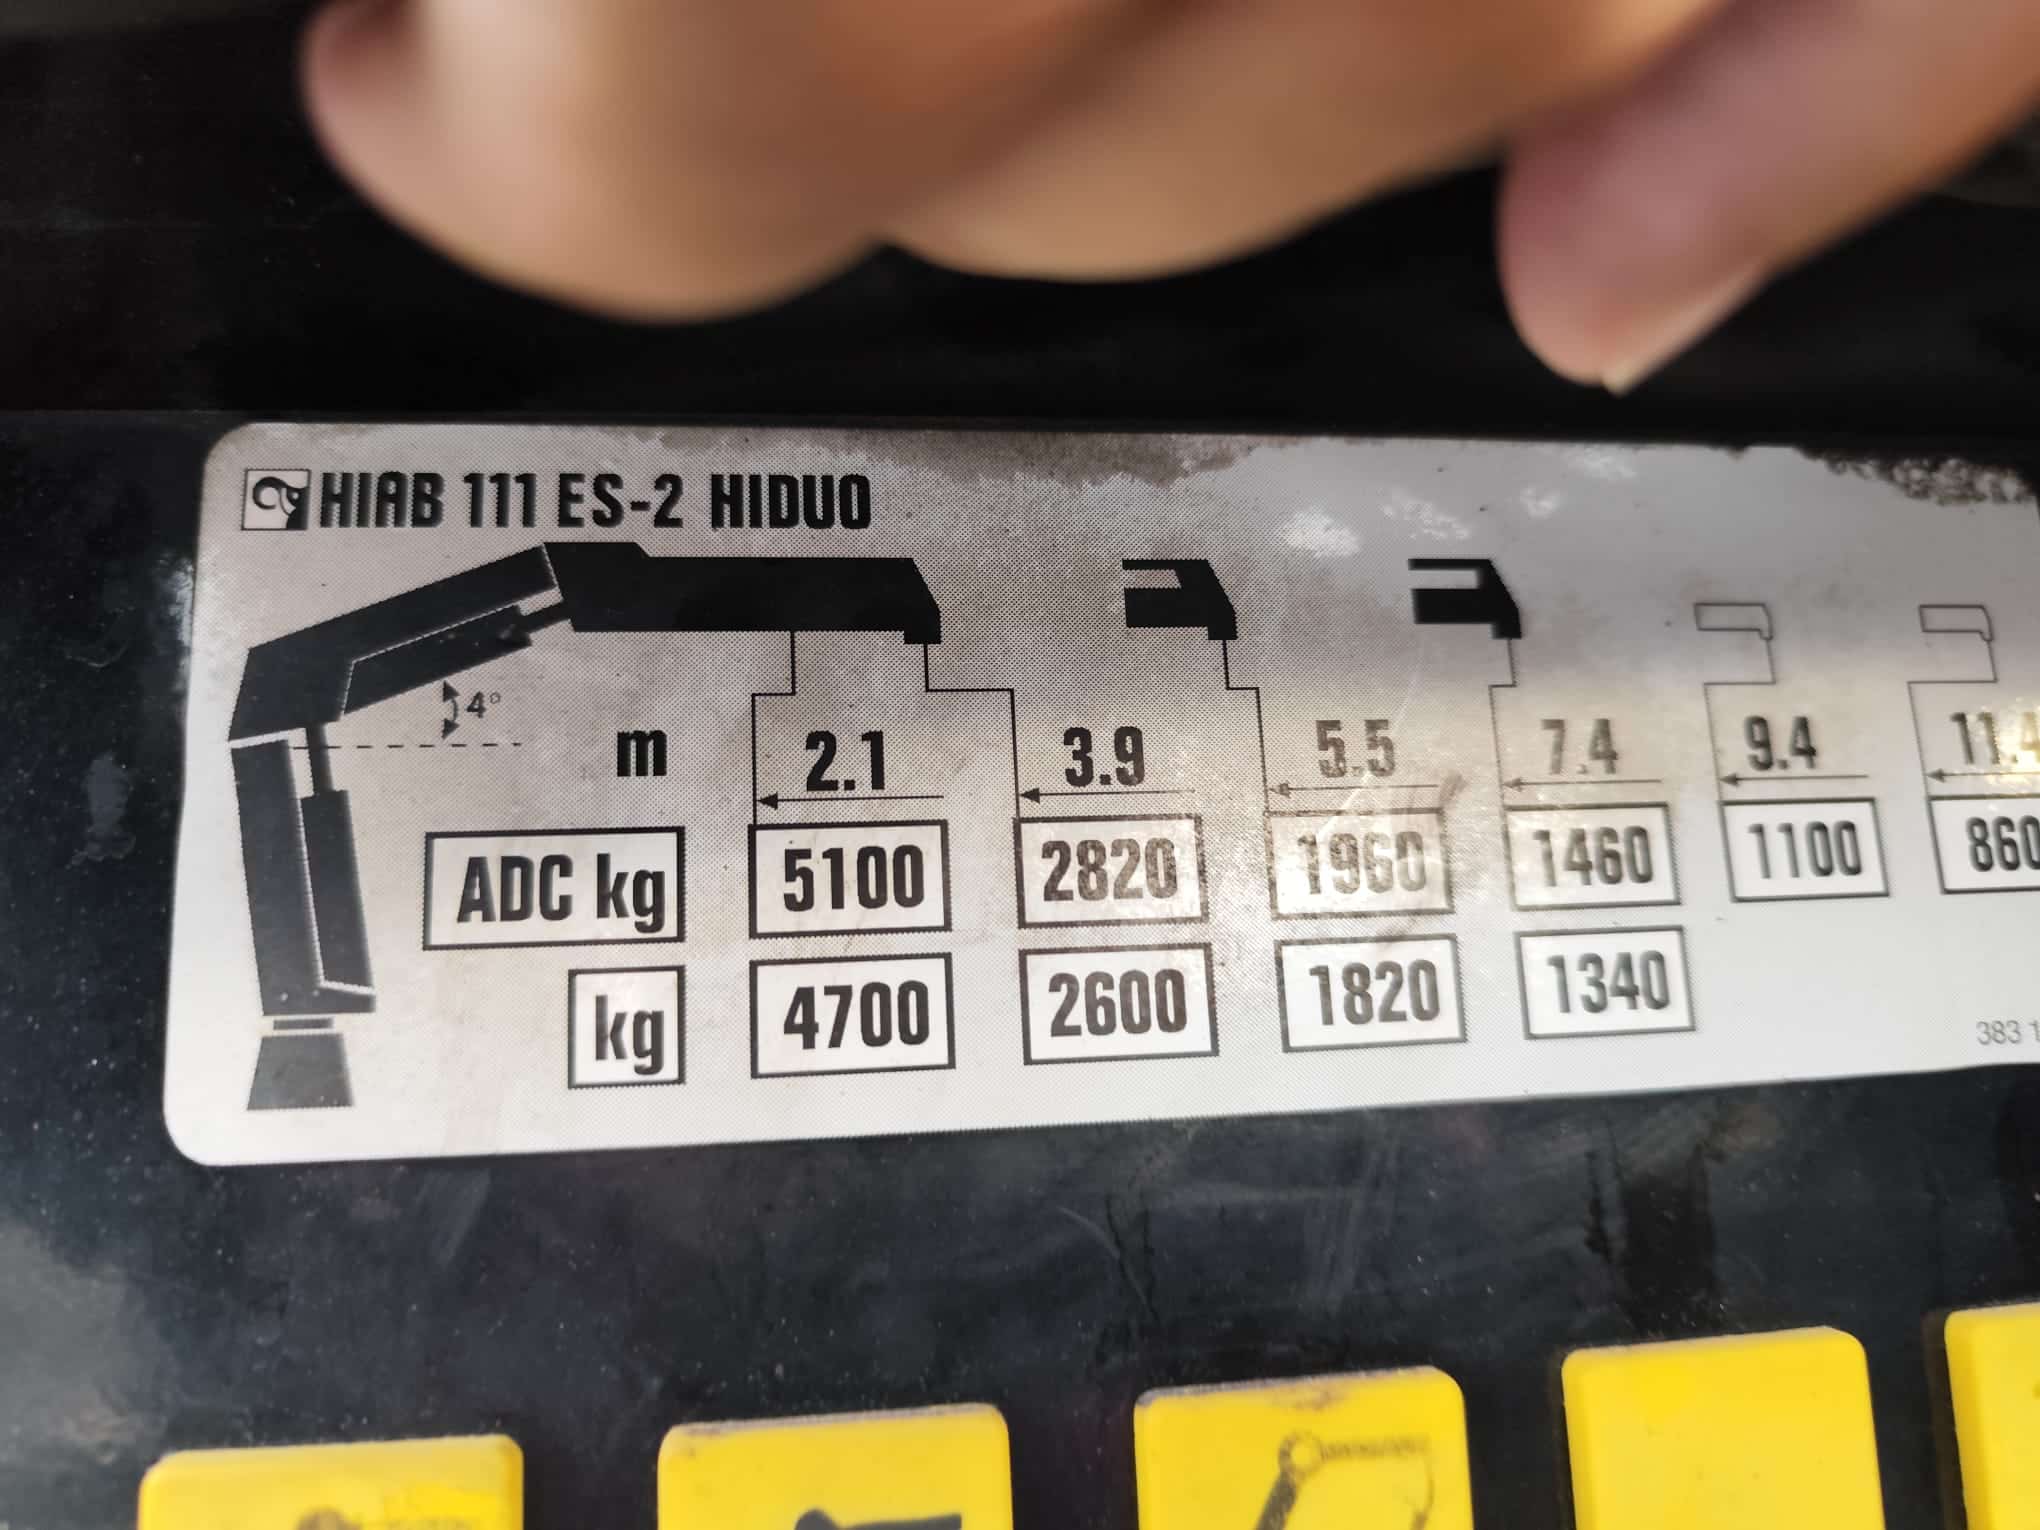 HIAB 111 ES-2 HIDUO
4°
m 2.1 3.9 5.5 7.4 9.4
ADC kg 5100 2820 1960 1460 1100 860
kg 4700 2600 1820 1340
383